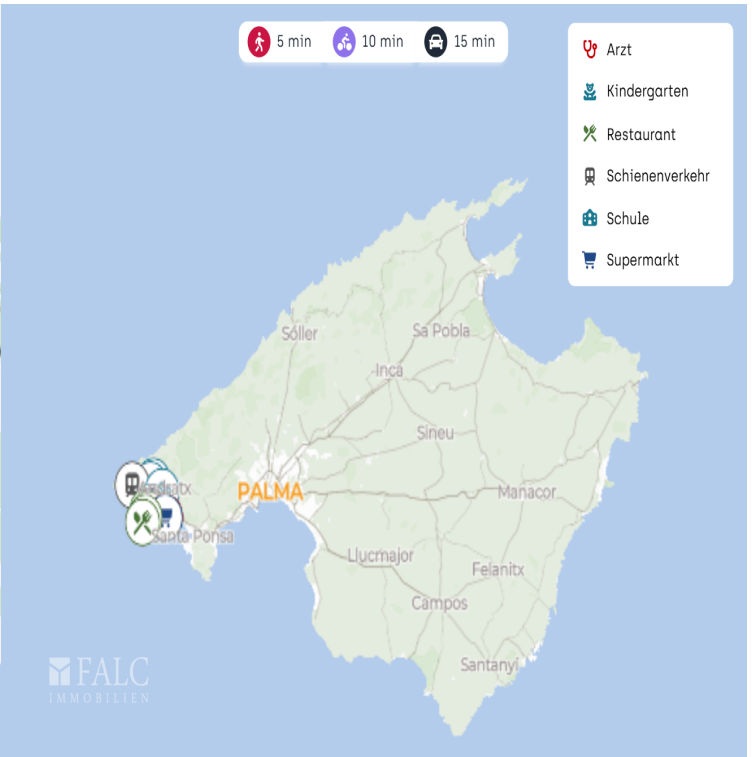 5 min
10 min
15 min
Arzt
Kindergarten
Restaurant
Schienenverkehr
Schule
Supermarkt
Sóller
Sa Pobla
Inca
Sineu
PALMA
Manacor
Santa Ponsa
Llucmajor
Felanitx
Campos
Santanyí
FALC
IMMOBILIEN